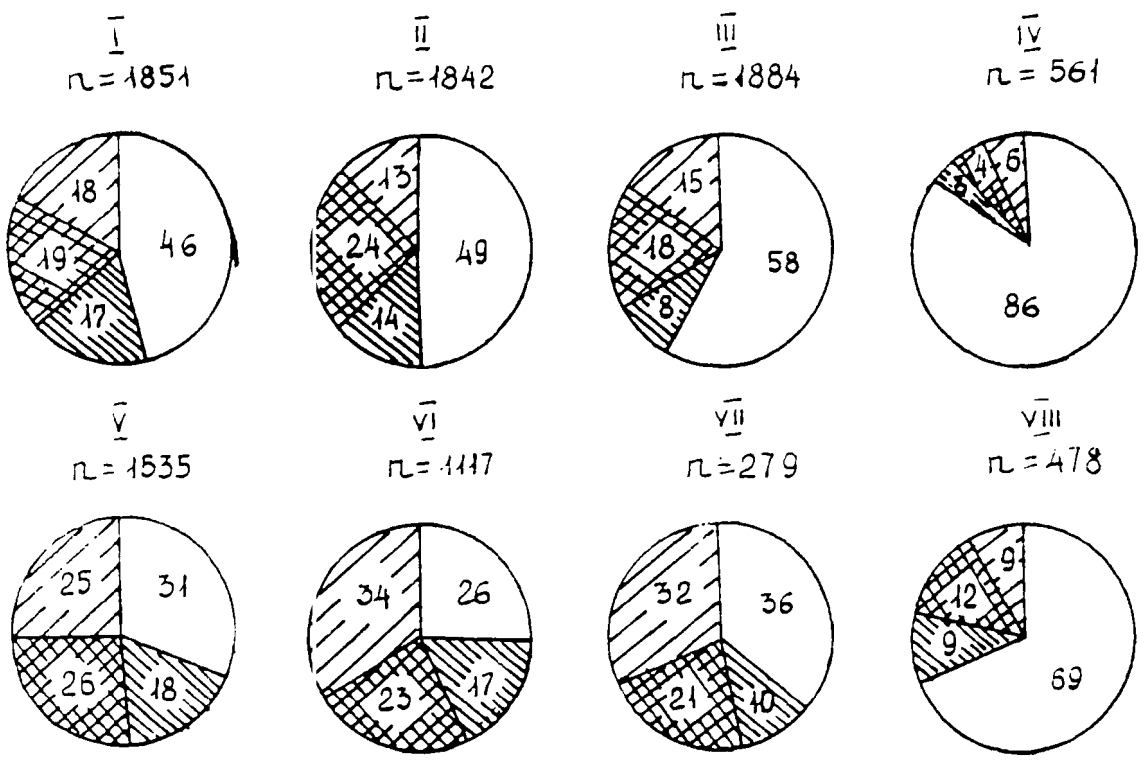 I II III IV
n=1851 n=1842 n=1884 n=561
18 46 19 17
13 24 49 14
15 18 58 8
6 4 6 86
V VI VII VIII
n=1535 n=1117 n=279 n=478
25 31 26 18
34 26 23 17
32 36 21 10
9 12 9 69